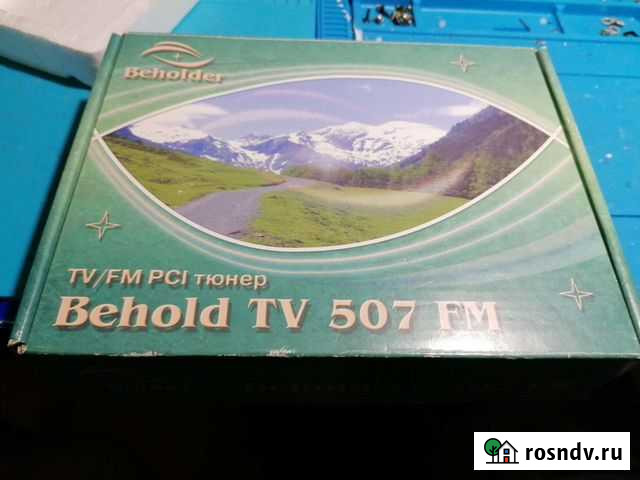 Beholder
TV/FM PCI тюнер
Behold TV 507 FM
rosndv.ru